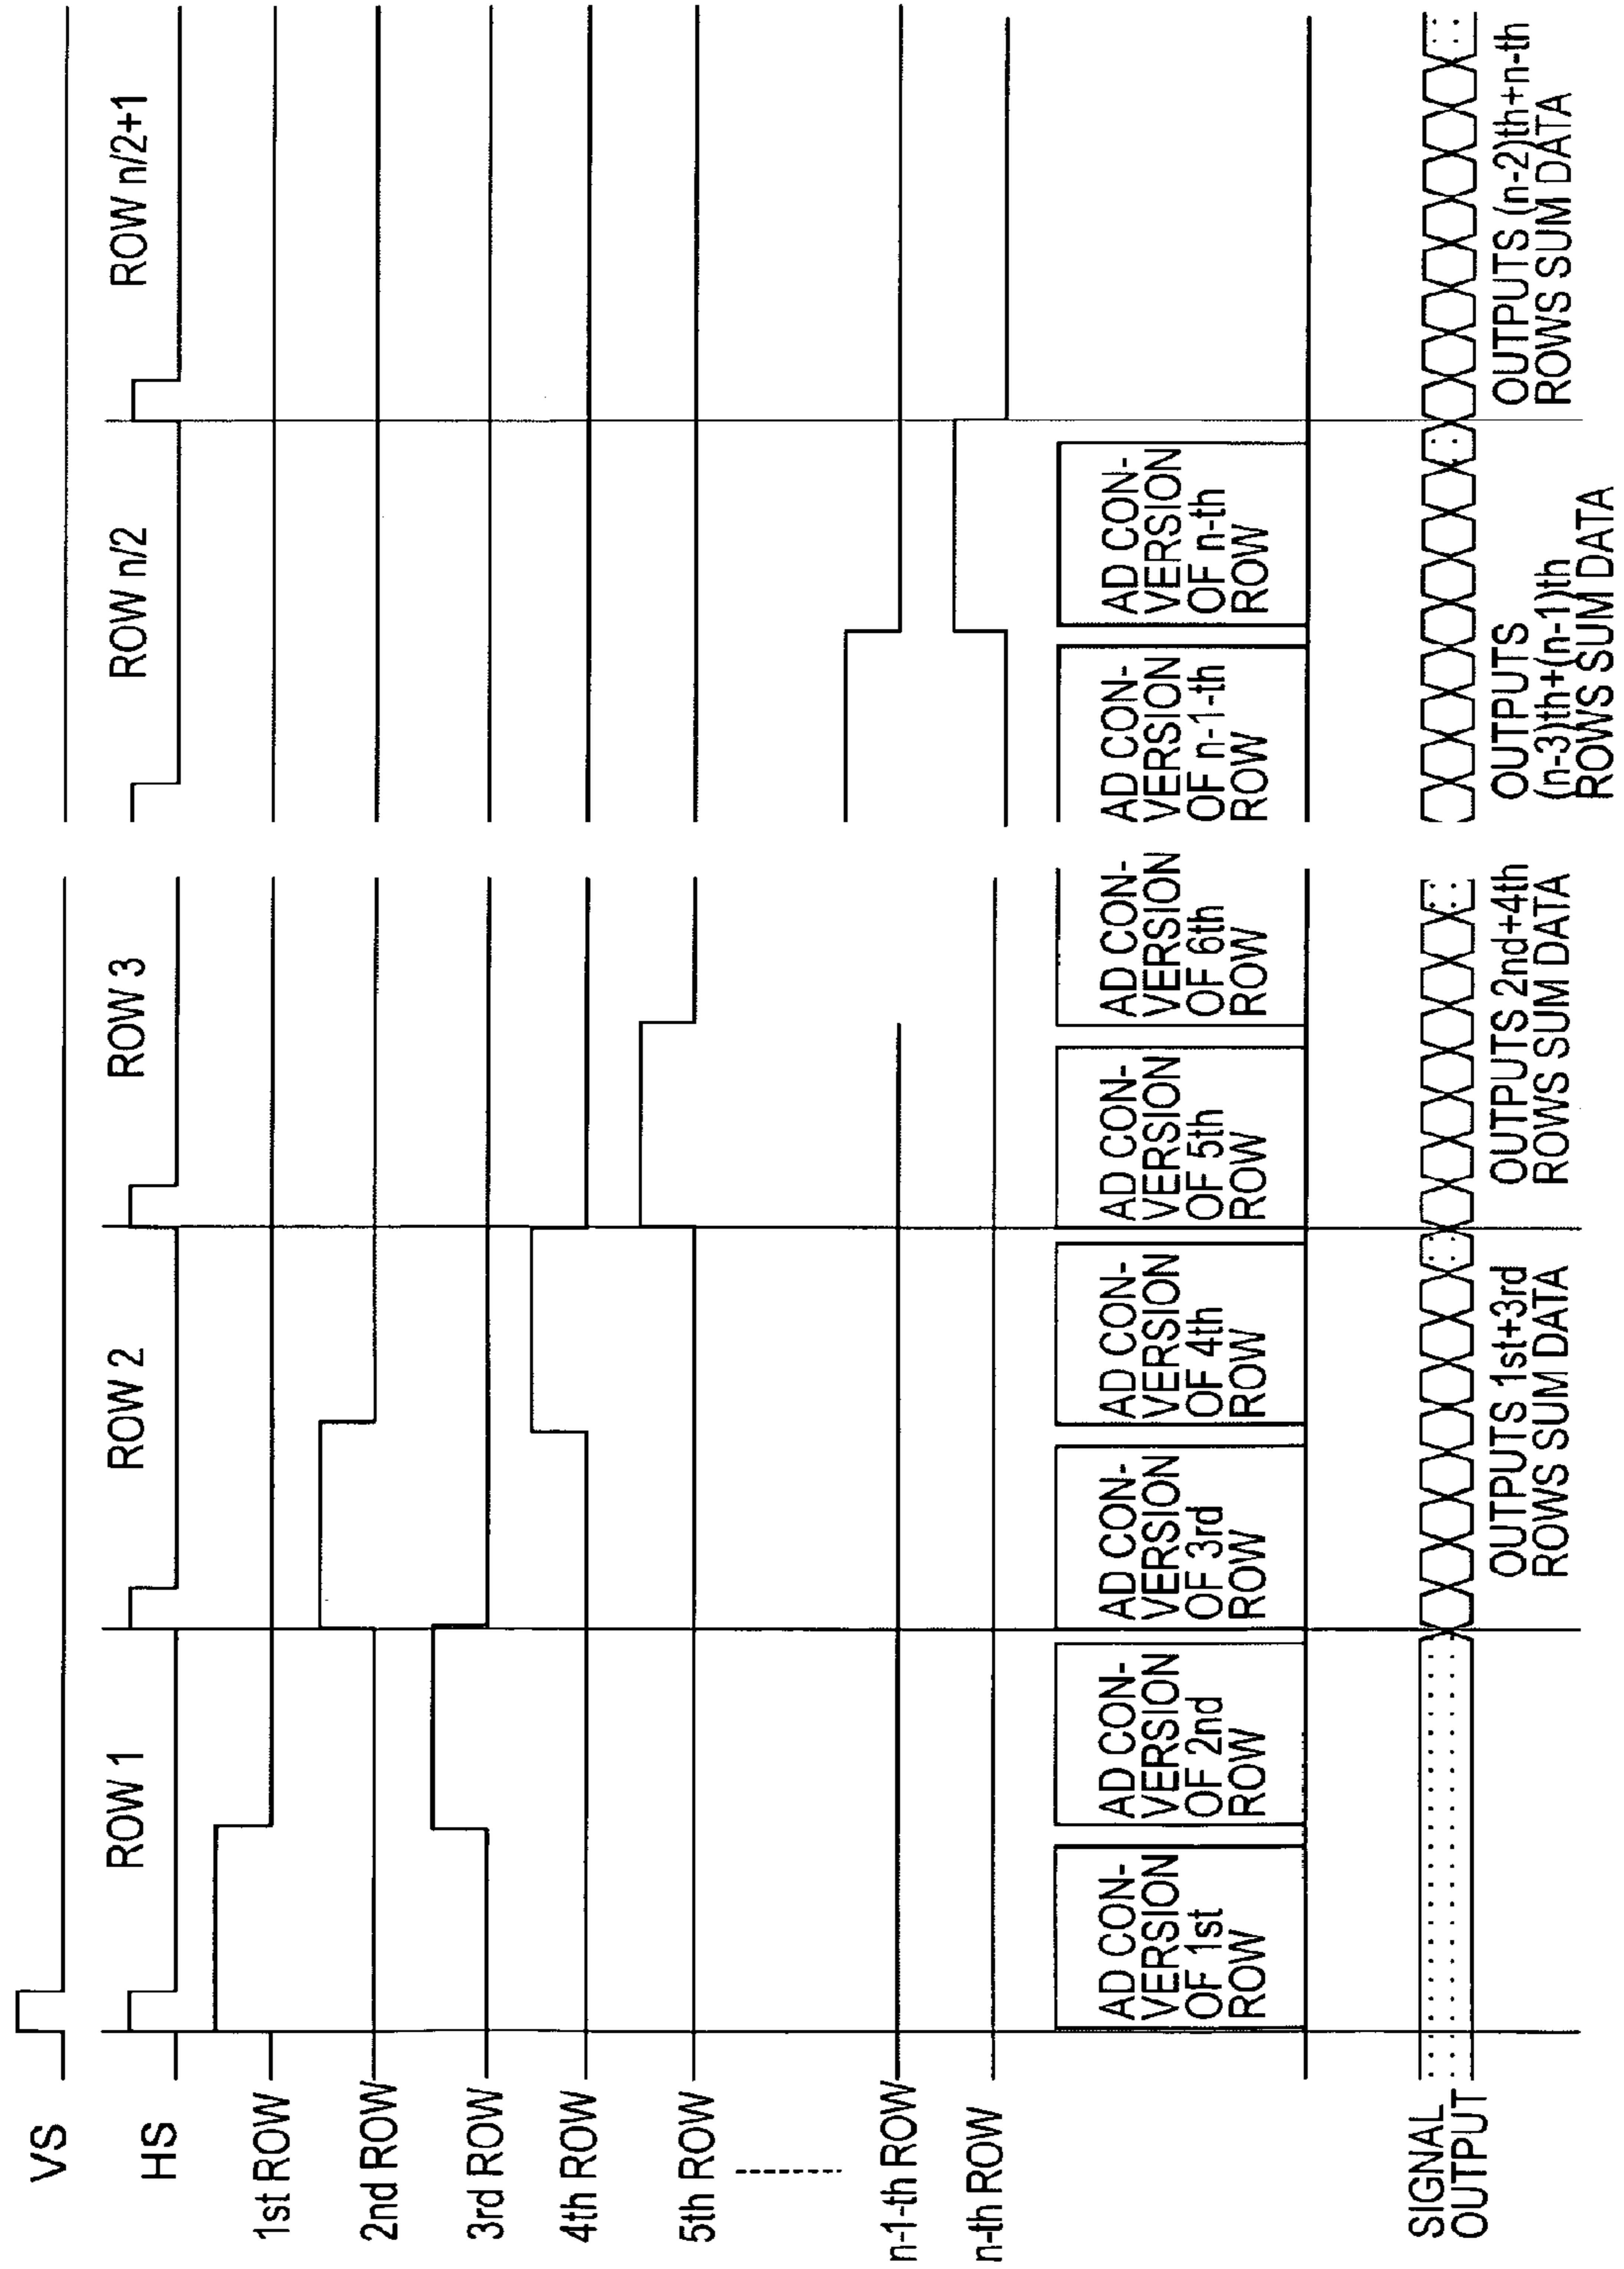 VS
HS
1st ROW
2nd ROW
3rd ROW
4th ROW
5th ROW
n-1-th ROW
n-th ROW
SIGNAL
OUTPUT
ROW 1
ROW 2
ROW 3
ROW n/2
ROW n/2+1
AD CON-
VERSION
OF 1st
ROW
AD CON-
VERSION
OF 2nd
ROW
AD CON-
VERSION
OF 3rd
ROW
AD CON-
VERSION
OF 4th
ROW
AD CON-
VERSION
OF 5th
ROW
AD CON-
VERSION
OF 6th
ROW
AD CON-
VERSION
OF n-1-th
ROW
AD CON-
VERSION
OF n-th
ROW
OUTPUTS 1st+3rd
ROWS SUM DATA
OUTPUTS 2nd+4th
ROWS SUM DATA
OUTPUTS
(n-3)th+(n-1)th
ROWS SUM DATA
OUTPUTS (n-2)th+n-th
ROWS SUM DATA